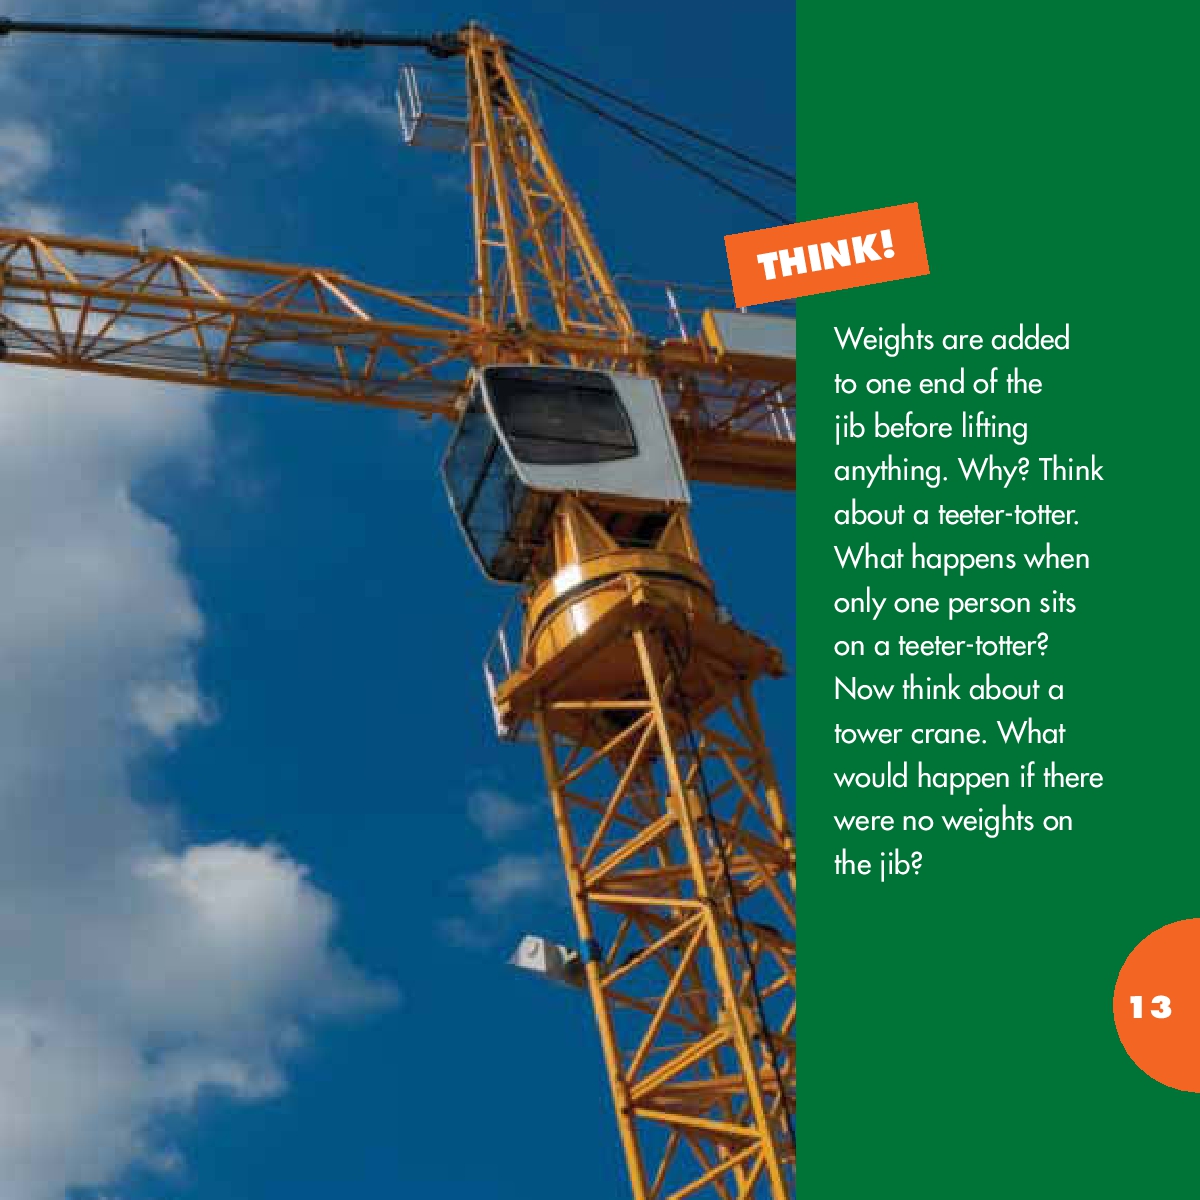 THINK!
Weights are added
to one end of the
jib before lifting
anything. Why? Think
about a teeter-totter.
What happens when
only one person sits
on a teeter-totter?
Now think about a
tower crane. What
would happen if there
were no weights on
the jib?
13